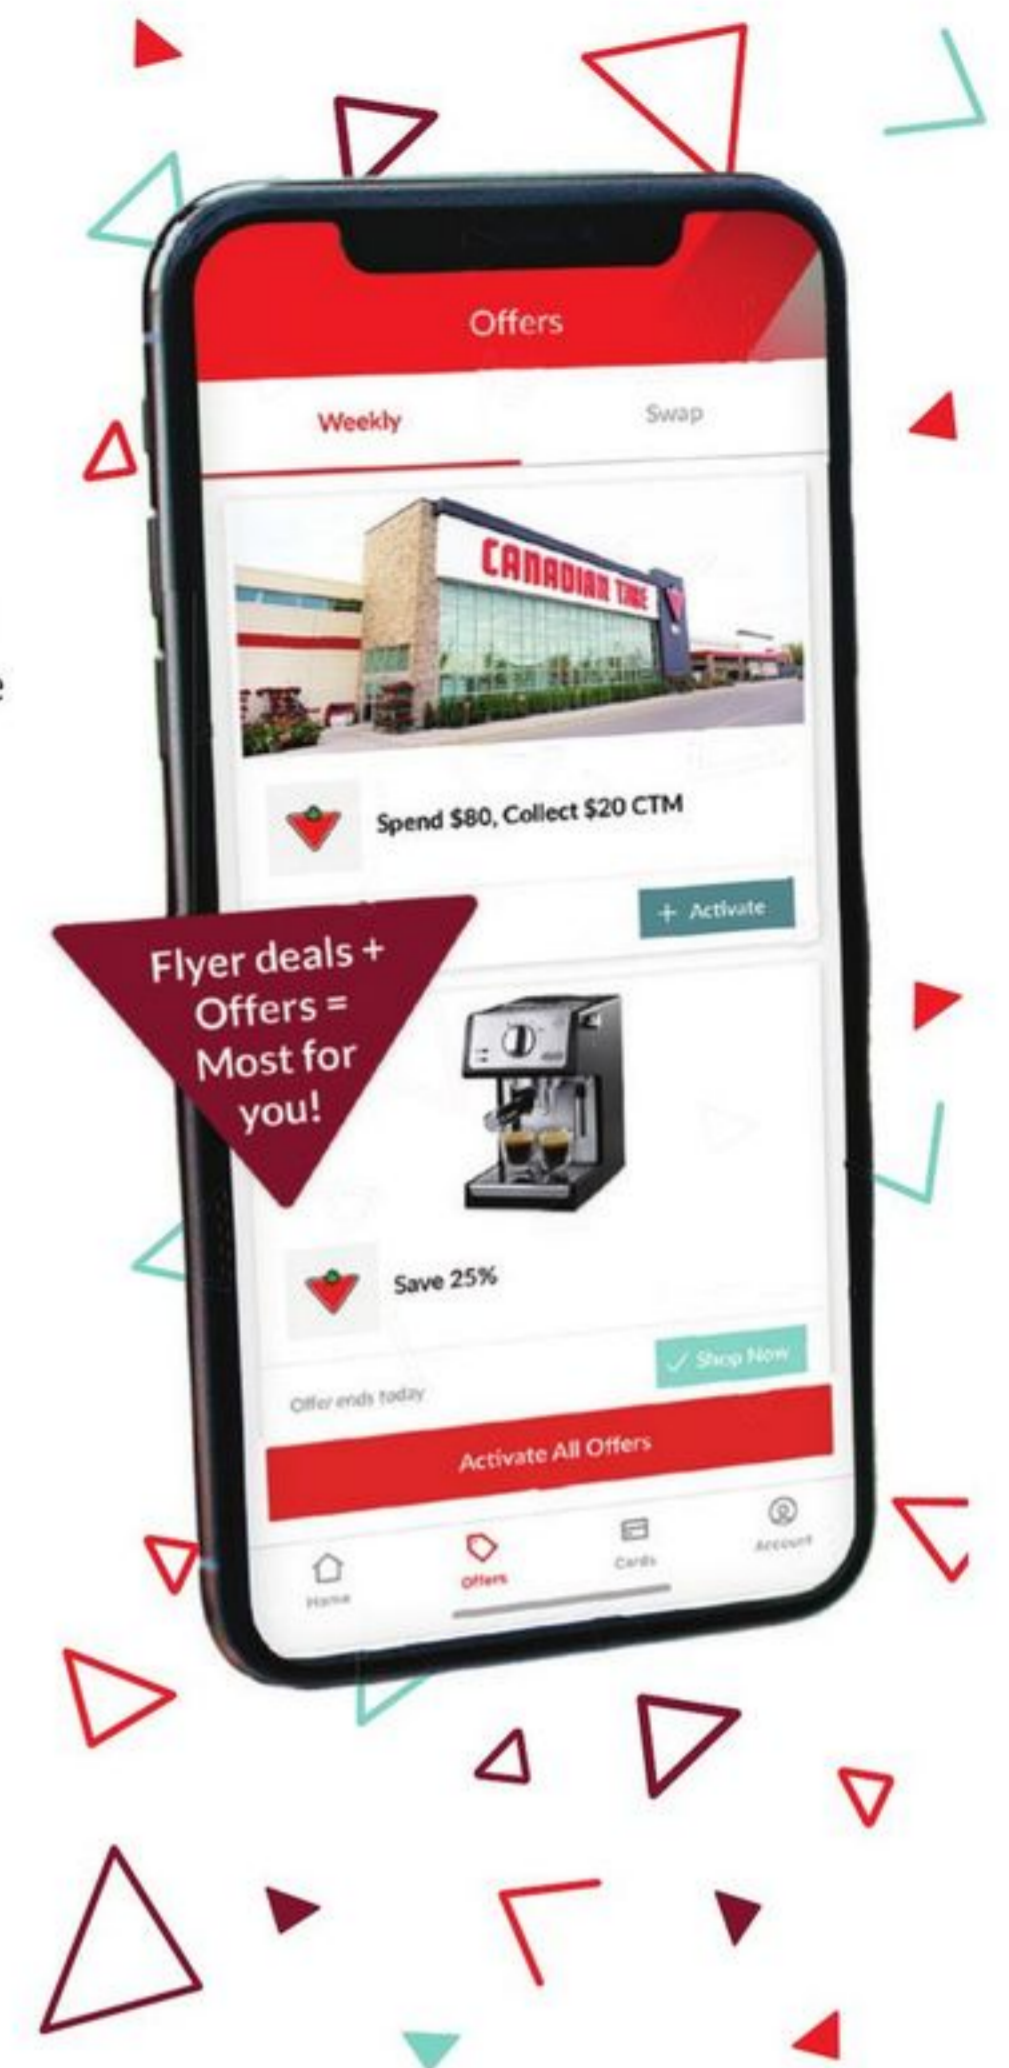 Offers
Weekly
Swap
CANADIAN TIRE
e
Spend $80, Collect $20 CTM
+ Activate
Flyer deals +
Offers =
Most for
you!
Save 25%
Shop Now
Offer ends today
Activate All Offers
Home
Offers
Cards
Account